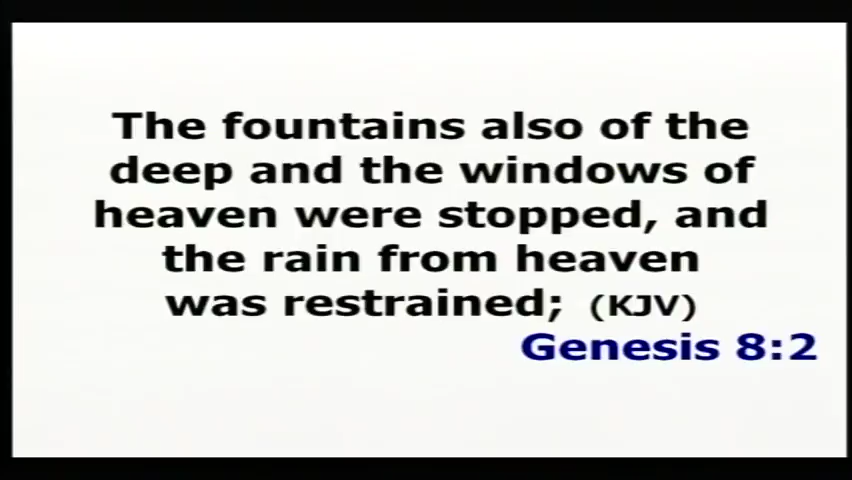 The fountains also of the
deep and the windows of
heaven were stopped, and
the rain from heaven
was restrained; (KJV)
Genesis 8:2